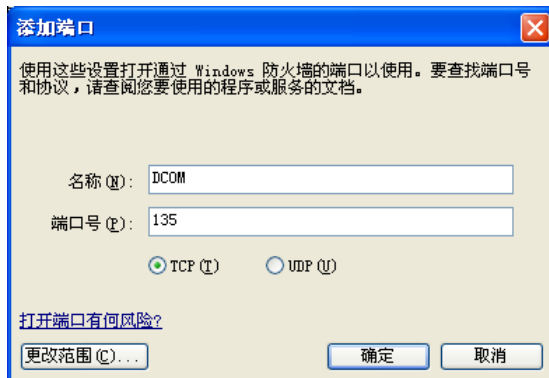 添加端口
使用这些设置打开通过 Windows 防火墙的端口以使用。要查找端口号
和协议，请查阅您要使用的程序或服务的文档。
名称(N): DCOM
端口号(P): 135
TCP(T) UDP(U)
打开端口有何风险?
更改范围(C)... 确定 取消